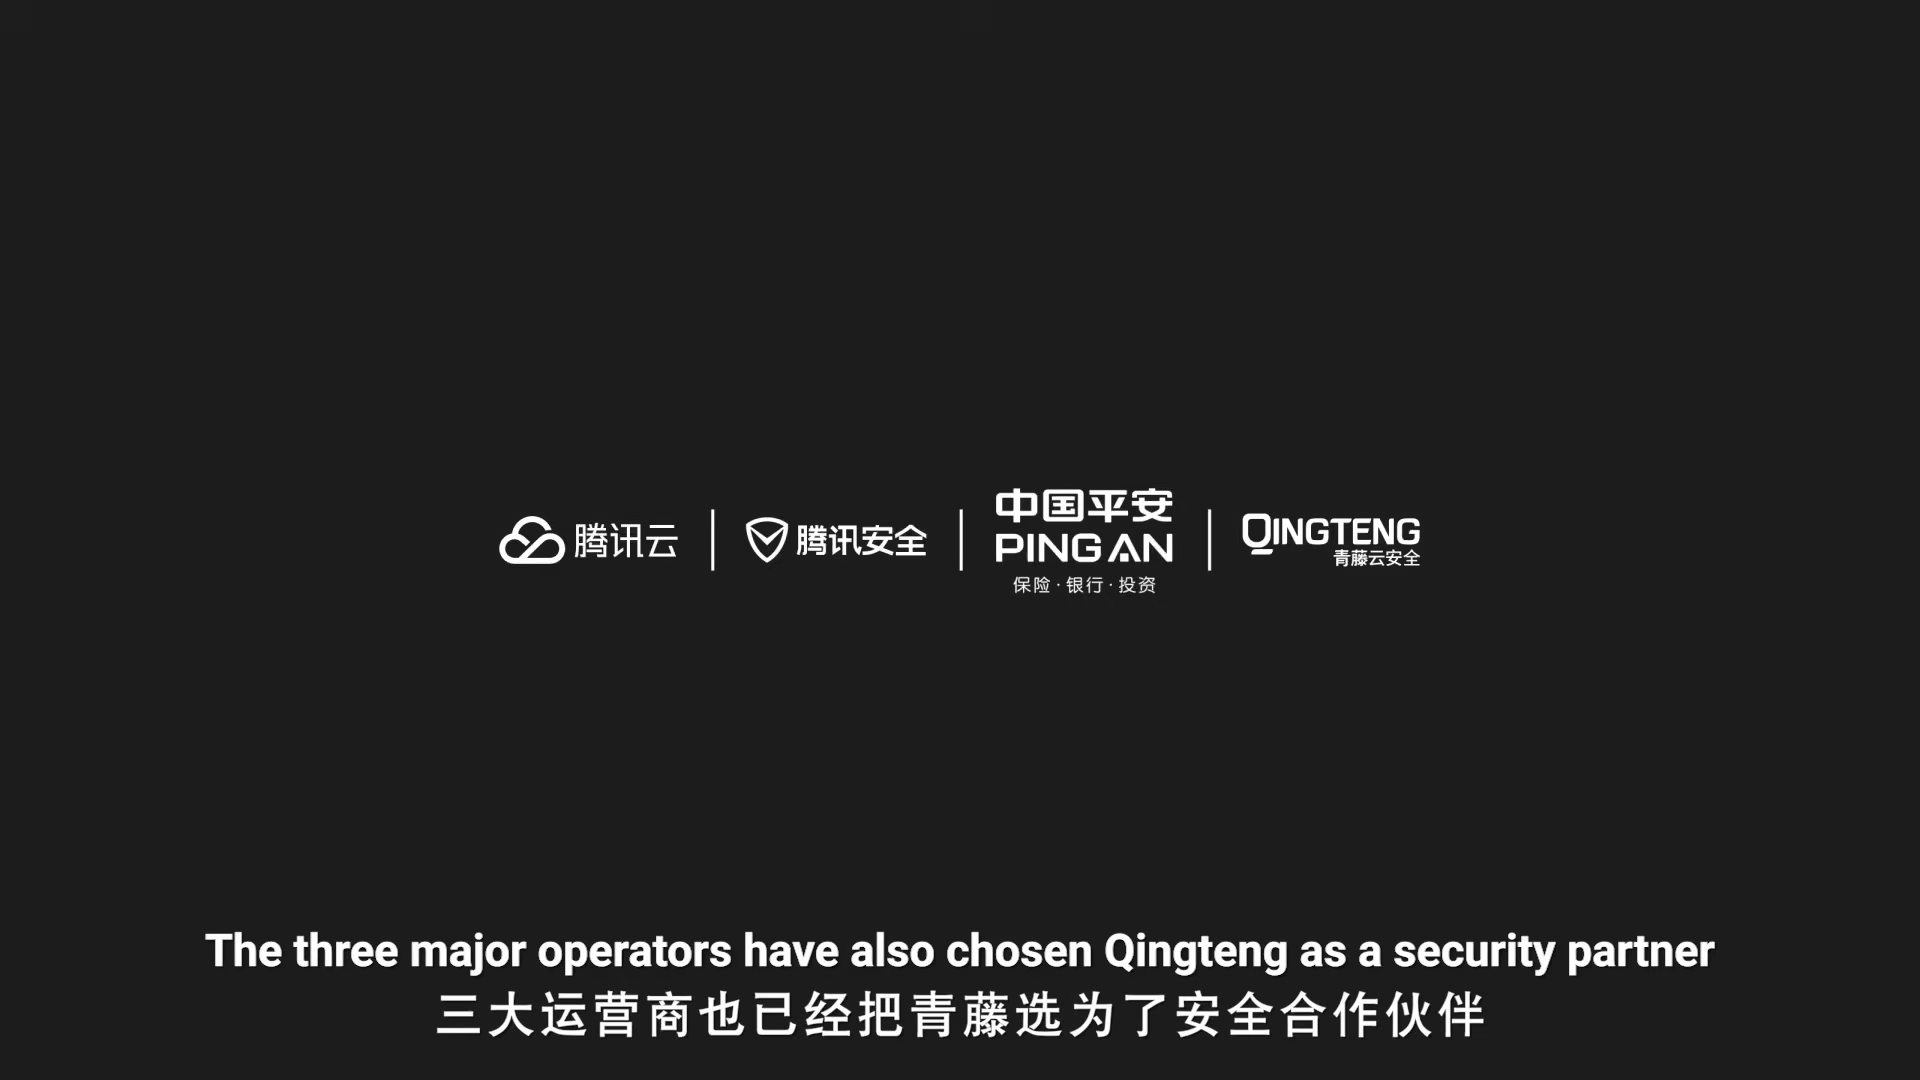 腾讯云
腾讯安全
中国平安
PING AN
保险·银行·投资
QINGTENG
青藤云安全
The three major operators have also chosen Qingteng as a security partner
三大运营商也已经把青藤选为了安全合作伙伴